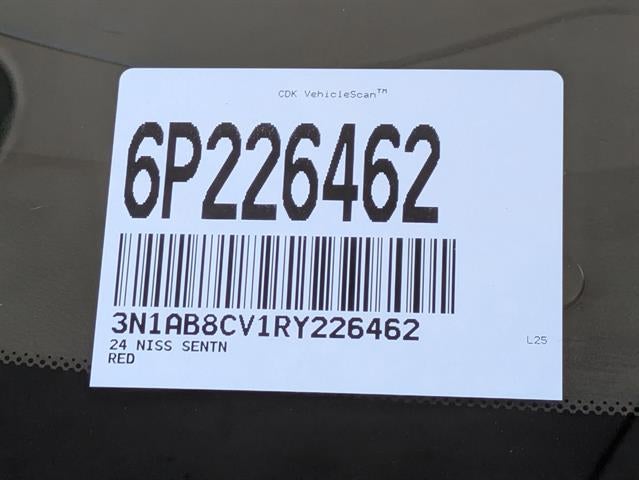 CDK VehicleScan™
6P226462
3N1AB8CV1RY226462
24 NISS SENTN
RED
L25